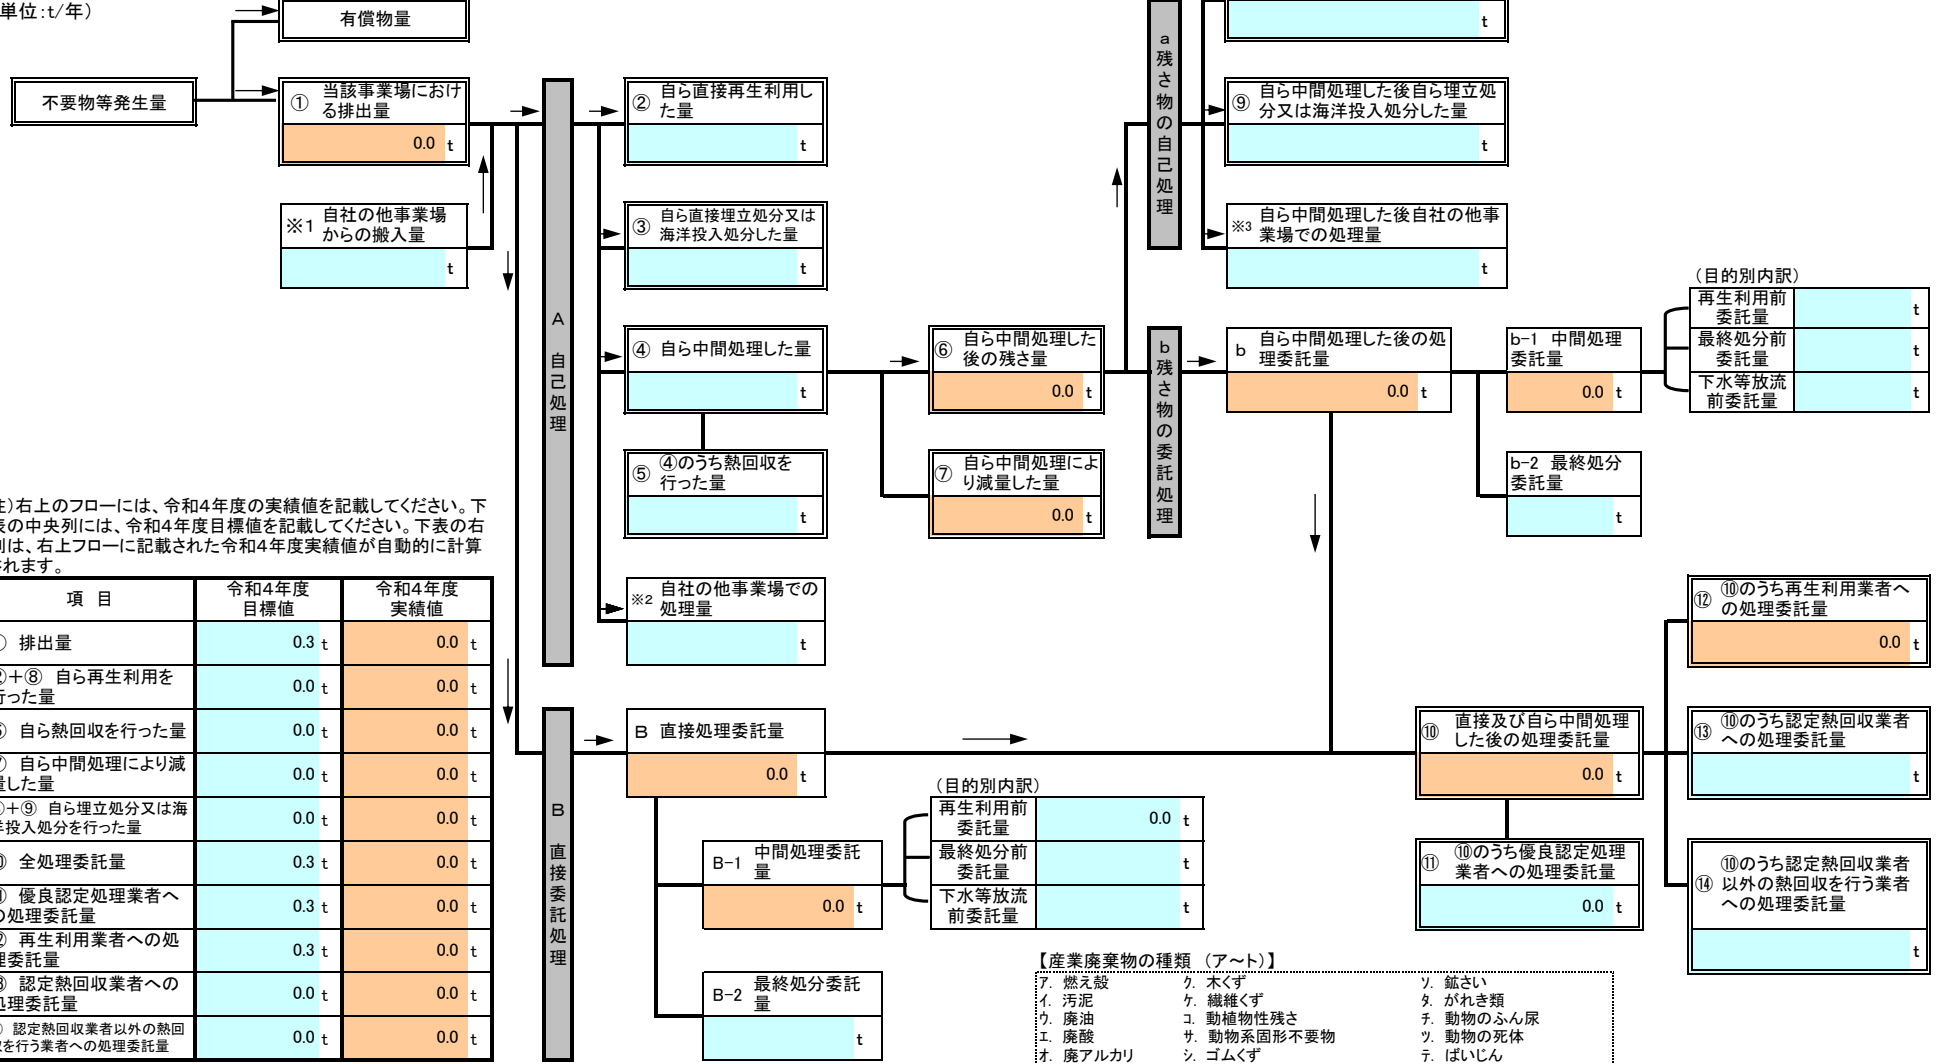 単位:t/年）
有償物量
不要物等発生量
① 当該事業場におけ
る排出量
0.0 t
※1 自社の他事業場
からの搬入量
t
A 自己処理
② 自ら直接再生利用し
た量
t
③ 自ら直接埋立処分又は
海洋投入処分した量
t
④ 自ら中間処理した量
t
⑤ ④のうち熱回収を
行った量
t
※2 自社の他事業場での
処理量
t
⑥ 自ら中間処理した
後の残さ量
0.0 t
⑦ 自ら中間処理によ
り減量した量
0.0 t
a 残さ物の自己処理
t
⑨ 自ら中間処理した後自ら埋立処
分又は海洋投入処分した量
t
※3 自ら中間処理した後自社の他事
業場での処理量
t
b 残さ物の委託処理
b 自ら中間処理した後の処
理委託量
0.0 t
b-1 中間処理
委託量
0.0 t
b-2 最終処分
委託量
t
（目的別内訳）
再生利用前
委託量
t
最終処分前
委託量
t
下水等放流
前委託量
t
)右上のフローには、令和4年度の実績値を記載してください。下
表の中央列には、令和4年度目標値を記載してください。下表の右
列は、右上フローに記載された令和4年度実績値が自動的に計算
されます。
項 目 令和4年度
目標値 令和4年度
実績値
排出量 0.3 t 0.0 t
＋⑧ 自ら再生利用を
行った量 0.0 t 0.0 t
自ら熱回収を行った量 0.0 t 0.0 t
自ら中間処理により減
量した量 0.0 t 0.0 t
＋⑨ 自ら埋立処分又は海
洋投入処分を行った量 0.0 t 0.0 t
全処理委託量 0.3 t 0.0 t
優良認定処理業者へ
の処理委託量 0.3 t 0.0 t
再生利用業者への処
理委託量 0.3 t 0.0 t
認定熱回収業者への
処理委託量 0.0 t 0.0 t
認定熱回収業者以外の熱回
収を行う業者への処理委託量 0.0 t 0.0 t
B 直接委託処理
B 直接処理委託量
0.0 t
B-1 中間処理委託
量
0.0 t
B-2 最終処分委託
量
t
（目的別内訳）
再生利用前
委託量
0.0 t
最終処分前
委託量
t
下水等放流
前委託量
t
⑩ 直接及び自ら中間処理
した後の処理委託量
0.0 t
⑪ ⑩のうち優良認定処理
業者への処理委託量
0.0 t
⑫ ⑩のうち再生利用業者へ
の処理委託量
0.0 t
⑬ ⑩のうち認定熱回収業者
への処理委託量
t
⑭ ⑩のうち認定熱回収業者
以外の熱回収を行う業者
への処理委託量
t
【産業廃棄物の種類 （ア～ト）】
ア. 燃え殻 ク. 木くず ソ. 鉱さい
イ. 汚泥 ケ. 繊維くず タ. がれき類
ウ. 廃油 コ. 動植物性残さ チ. 動物のふん尿
エ. 廃酸 サ. 動物系固形不要物 ツ. 動物の死体
オ. 廃アルカリ シ. ゴムくず テ. ばいじん